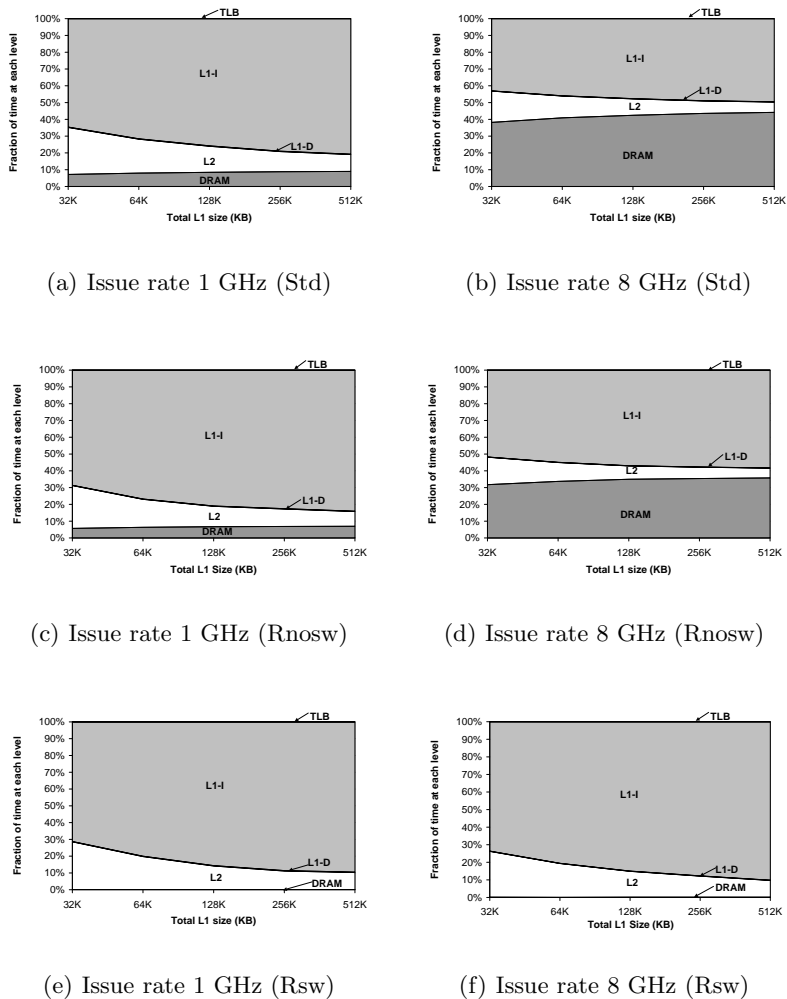 TLB
100%
90%
80%
70%
60%
50%
40%
30%
20%
10%
0%
Fraction of time at each level
L1-I
L1-D
L2
DRAM
32K 64K 128K 256K 512K
Total L1 size (KB)
(a) Issue rate 1 GHz (Std)
TLB
100%
90%
80%
70%
60%
50%
40%
30%
20%
10%
0%
Fraction of time at each level
L1-I
L1-D
L2
DRAM
32K 64K 128K 256K 512K
Total L1 size (KB)
(b) Issue rate 8 GHz (Std)
TLB
100%
90%
80%
70%
60%
50%
40%
30%
20%
10%
0%
Fraction of time at each level
L1-I
L1-D
L2
DRAM
32K 64K 128K 256K 512K
Total L1 Size (KB)
(c) Issue rate 1 GHz (Rnosw)
TLB
100%
90%
80%
70%
60%
50%
40%
30%
20%
10%
0%
Fraction of time at each level
L1-I
L1-D
L2
DRAM
32K 64K 128K 256K 512K
Total L1 size (KB)
(d) Issue rate 8 GHz (Rnosw)
TLB
100%
90%
80%
70%
60%
50%
40%
30%
20%
10%
0%
Fraction of time at each level
L1-I
L1-D
L2
DRAM
32K 64K 128K 256K 512K
Total L1 size (KB)
(e) Issue rate 1 GHz (Rsw)
TLB
100%
90%
80%
70%
60%
50%
40%
30%
20%
10%
0%
Fraction of time at each level
L1-I
L1-D
L2
DRAM
32K 64K 128K 256K 512K
Total L1 Size (KB)
(f) Issue rate 8 GHz (Rsw)